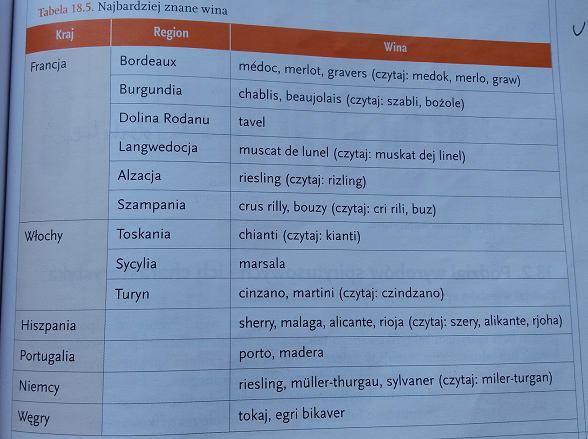 Tabela 18.5. Najbardziej znane wina
Kraj Region Wina
Francja Bordeaux médoc, merlot, gravers (czytaj: medok, merlo, graw)
Burgundia chablis, beaujolais (czytaj: szabli, bożole)
Dolina Rodanu tavel
Langwedocja muscat de lunel (czytaj: muskat dej linel)
Alzacja riesling (czytaj: rizling)
Szampania crus rilly, bouzy (czytaj: cri rili, buz)
Włochy Toskania chianti (czytaj: kianti)
Sycylia marsala
Turyn cinzano, martini (czytaj: czindzano)
Hiszpania sherry, malaga, alicante, rioja (czytaj: szery, alikante, rjoha)
Portugalia porto, madera
Niemcy riesling, müller-thurgau, sylvaner (czytaj: miler-turgan)
Węgry tokaj, egri bikaver